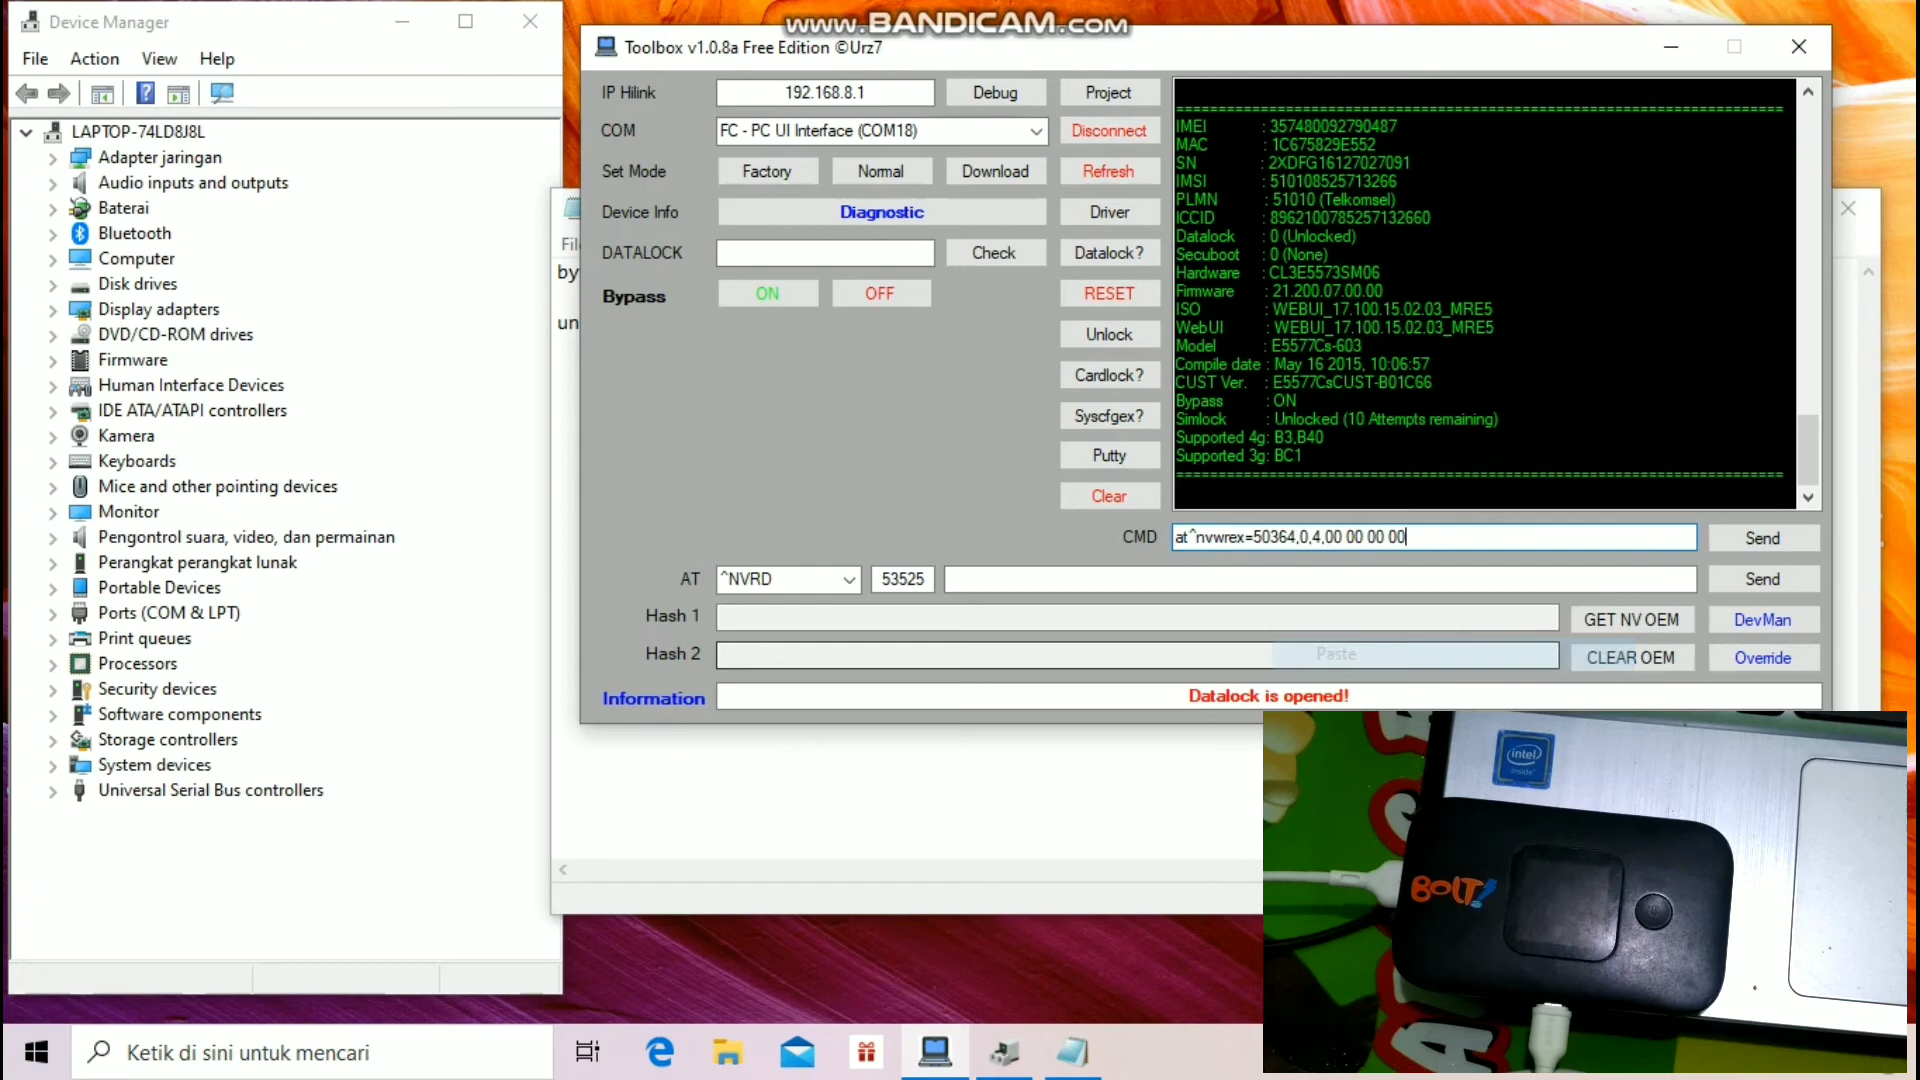 www.BANDICAM.com
Device Manager
File Action View Help
LAPTOP-74LD8J8L
Adapter jaringan
Audio inputs and outputs
Baterai
Bluetooth
Computer
Disk drives
Display adapters
DVD/CD-ROM drives
Firmware
Human Interface Devices
IDE ATA/ATAPI controllers
Kamera
Keyboards
Mice and other pointing devices
Monitor
Pengontrol suara, video, dan permainan
Perangkat perangkat lunak
Portable Devices
Ports (COM & LPT)
Print queues
Processors
Security devices
Software components
Storage controllers
System devices
Universal Serial Bus controllers
Toolbox v1.0.8a Free Edition ©Urz7
IP Hilink 192.168.8.1 Debug Project
COM FC - PC UI Interface (COM18) Disconnect
Set Mode Factory Normal Download Refresh
Device Info Diagnostic Driver
DATALOCK Check Datalock?
Bypass ON OFF RESET
Unlock
Cardlock?
Syscfgex?
Putty
Clear
IMEI : 357480092790487
MAC : 1C675829E552
SN : 2XDFG16127027091
IMSI : 510108525713266
PLMN : 51010 (Telkomsel)
ICCID : 8962100785257132660
Datalock : 0 (Unlocked)
Secuboot : 0 (None)
Hardware : CL3E5573SM06
Firmware : 21.200.07.00.00
ISO : WEBUI_17.100.15.02.03_MRE5
WebUI : WEBUI_17.100.15.02.03_MRE5
Model : E5577Cs-603
Compile date : May 16 2015, 10:06:57
CUST Ver. : E5577CsCUST-B01C66
Bypass : ON
Simlock : Unlocked (10 Attempts remaining)
Supported 4g: B3,B40
Supported 3g: BC1
CMD at^nvwrex=50364,0,4,00 00 00 00 Send
AT ^NVRD 53525 Send
Hash 1 GET NV OEM DevMan
Hash 2 Paste CLEAR OEM Override
Information Datalock is opened!
Fil
by
un
intel
inside
BOLT!
Ketik di sini untuk mencari